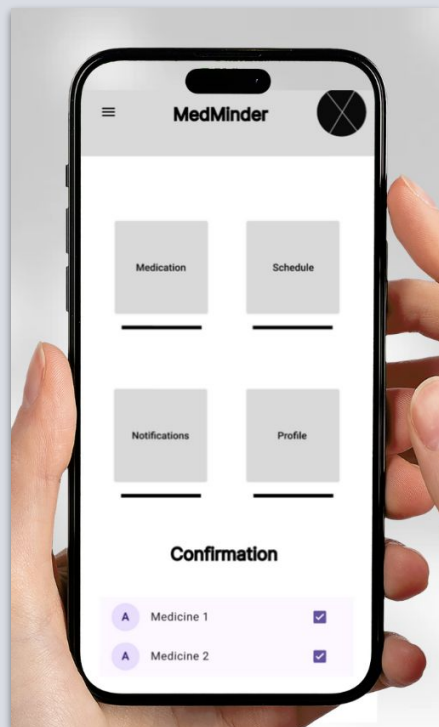 MedMinder
Medication
Schedule
Notifications
Profile
Confirmation
A Medicine 1
A Medicine 2